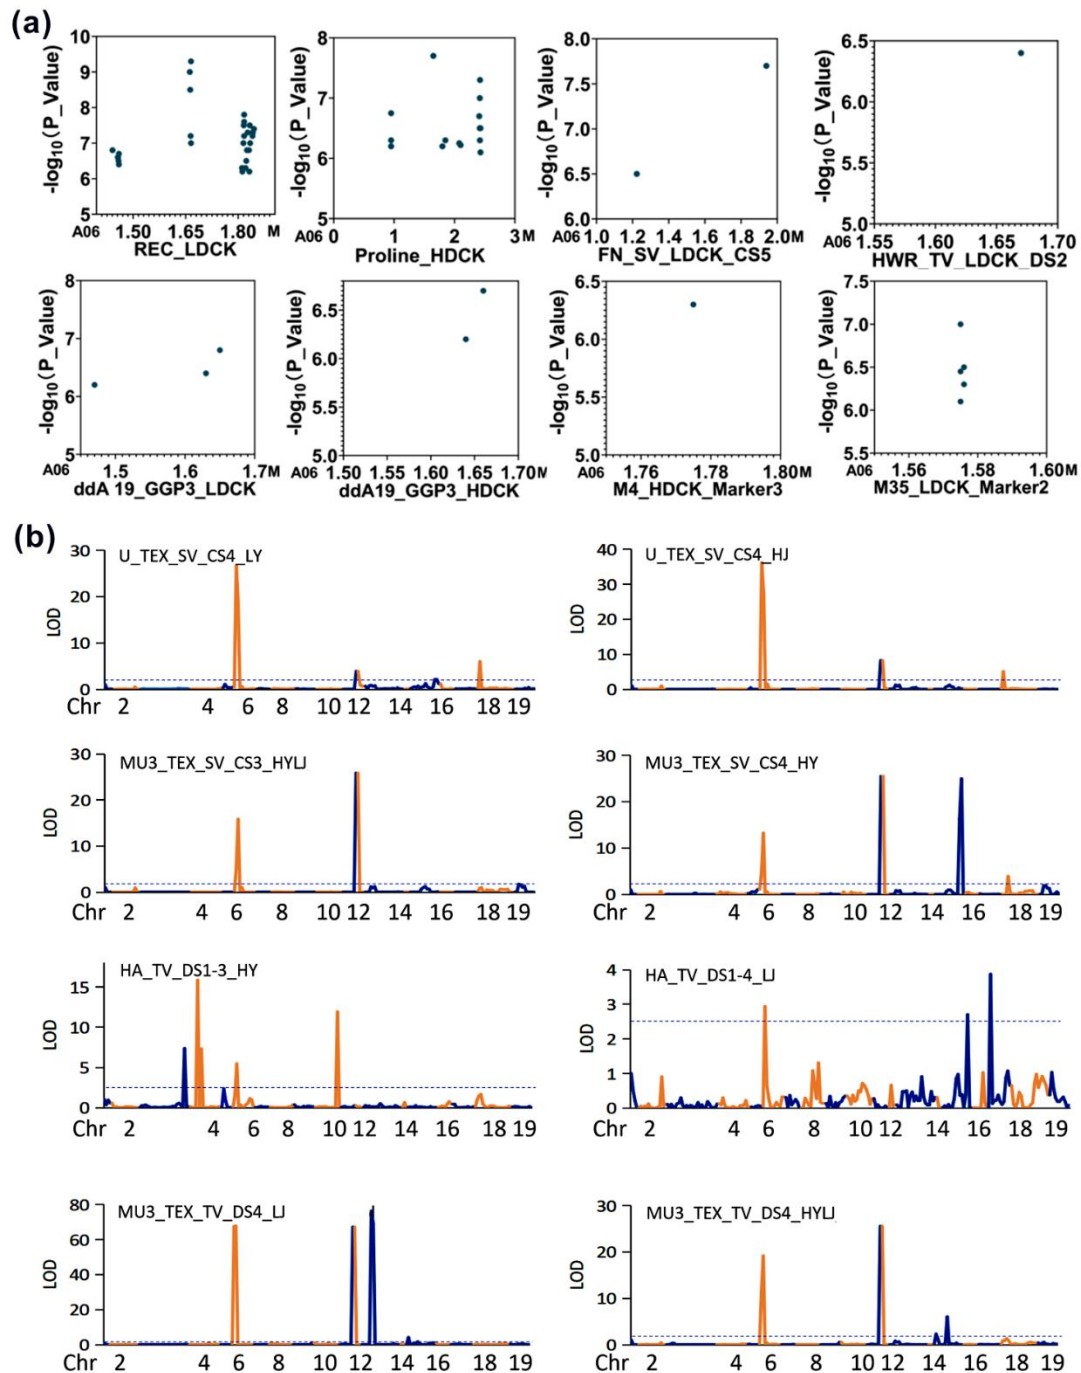 (a)
-log10(P_Value)
10
9
8
7
6
5
A06 1.50 1.65 1.80 M
REC_LDCK
-log10(P_Value)
8
7
6
5
A06 0 1 2 3M
Proline_HDCK
-log10(P_Value)
8.0
7.5
7.0
6.5
6.0
A06 1.0 1.2 1.4 1.6 1.8 2.0M
FN_SV_LDCK_CS5
-log10(P_Value)
6.5
6.0
5.5
5.0
A06 1.55 1.60 1.65 1.70
HWR_TV_LDCK_DS2
-log10(P_Value)
8
7
6
5
A06 1.5 1.6 1.7M
ddA 19_GGP3_LDCK
-log10(P_Value)
6.5
6.0
5.5
5.0
A06 1.50 1.55 1.60 1.65 1.70M
ddA19_GGP3_HDCK
-log10(P_Value)
6.5
6.0
5.5
5.0
A06 1.76 1.78 1.80M
M4_HDCK_Marker3
-log10(P_Value)
7.5
7.0
6.5
6.0
5.5
A06 1.56 1.58 1.60M
M35_LDCK_Marker2
(b)
U_TEX_SV_CS4_LY
LOD
30
20
10
0
Chr 2 4 6 8 10 12 14 16 18 19
U_TEX_SV_CS4_HJ
LOD
40
30
20
10
0
Chr 2 4 6 8 10 12 14 16 18 19
MU3_TEX_SV_CS3_HYLJ
LOD
30
20
10
0
Chr 2 4 6 8 10 12 14 16 18 19
MU3_TEX_SV_CS4_HY
LOD
30
20
10
0
Chr 2 4 6 8 10 12 14 16 18 19
HA_TV_DS1-3_HY
LOD
15
10
5
0
Chr 2 4 6 8 10 12 14 16 18 19
HA_TV_DS1-4_LJ
LOD
4
3
2
1
0
Chr 2 4 6 8 10 12 14 16 18 19
MU3_TEX_TV_DS4_LJ
LOD
80
60
40
20
0
Chr 2 4 6 8 10 12 14 16 18 19
MU3_TEX_TV_DS4_HYLJ
LOD
30
20
10
0
Chr 2 4 6 8 10 12 14 16 18 19